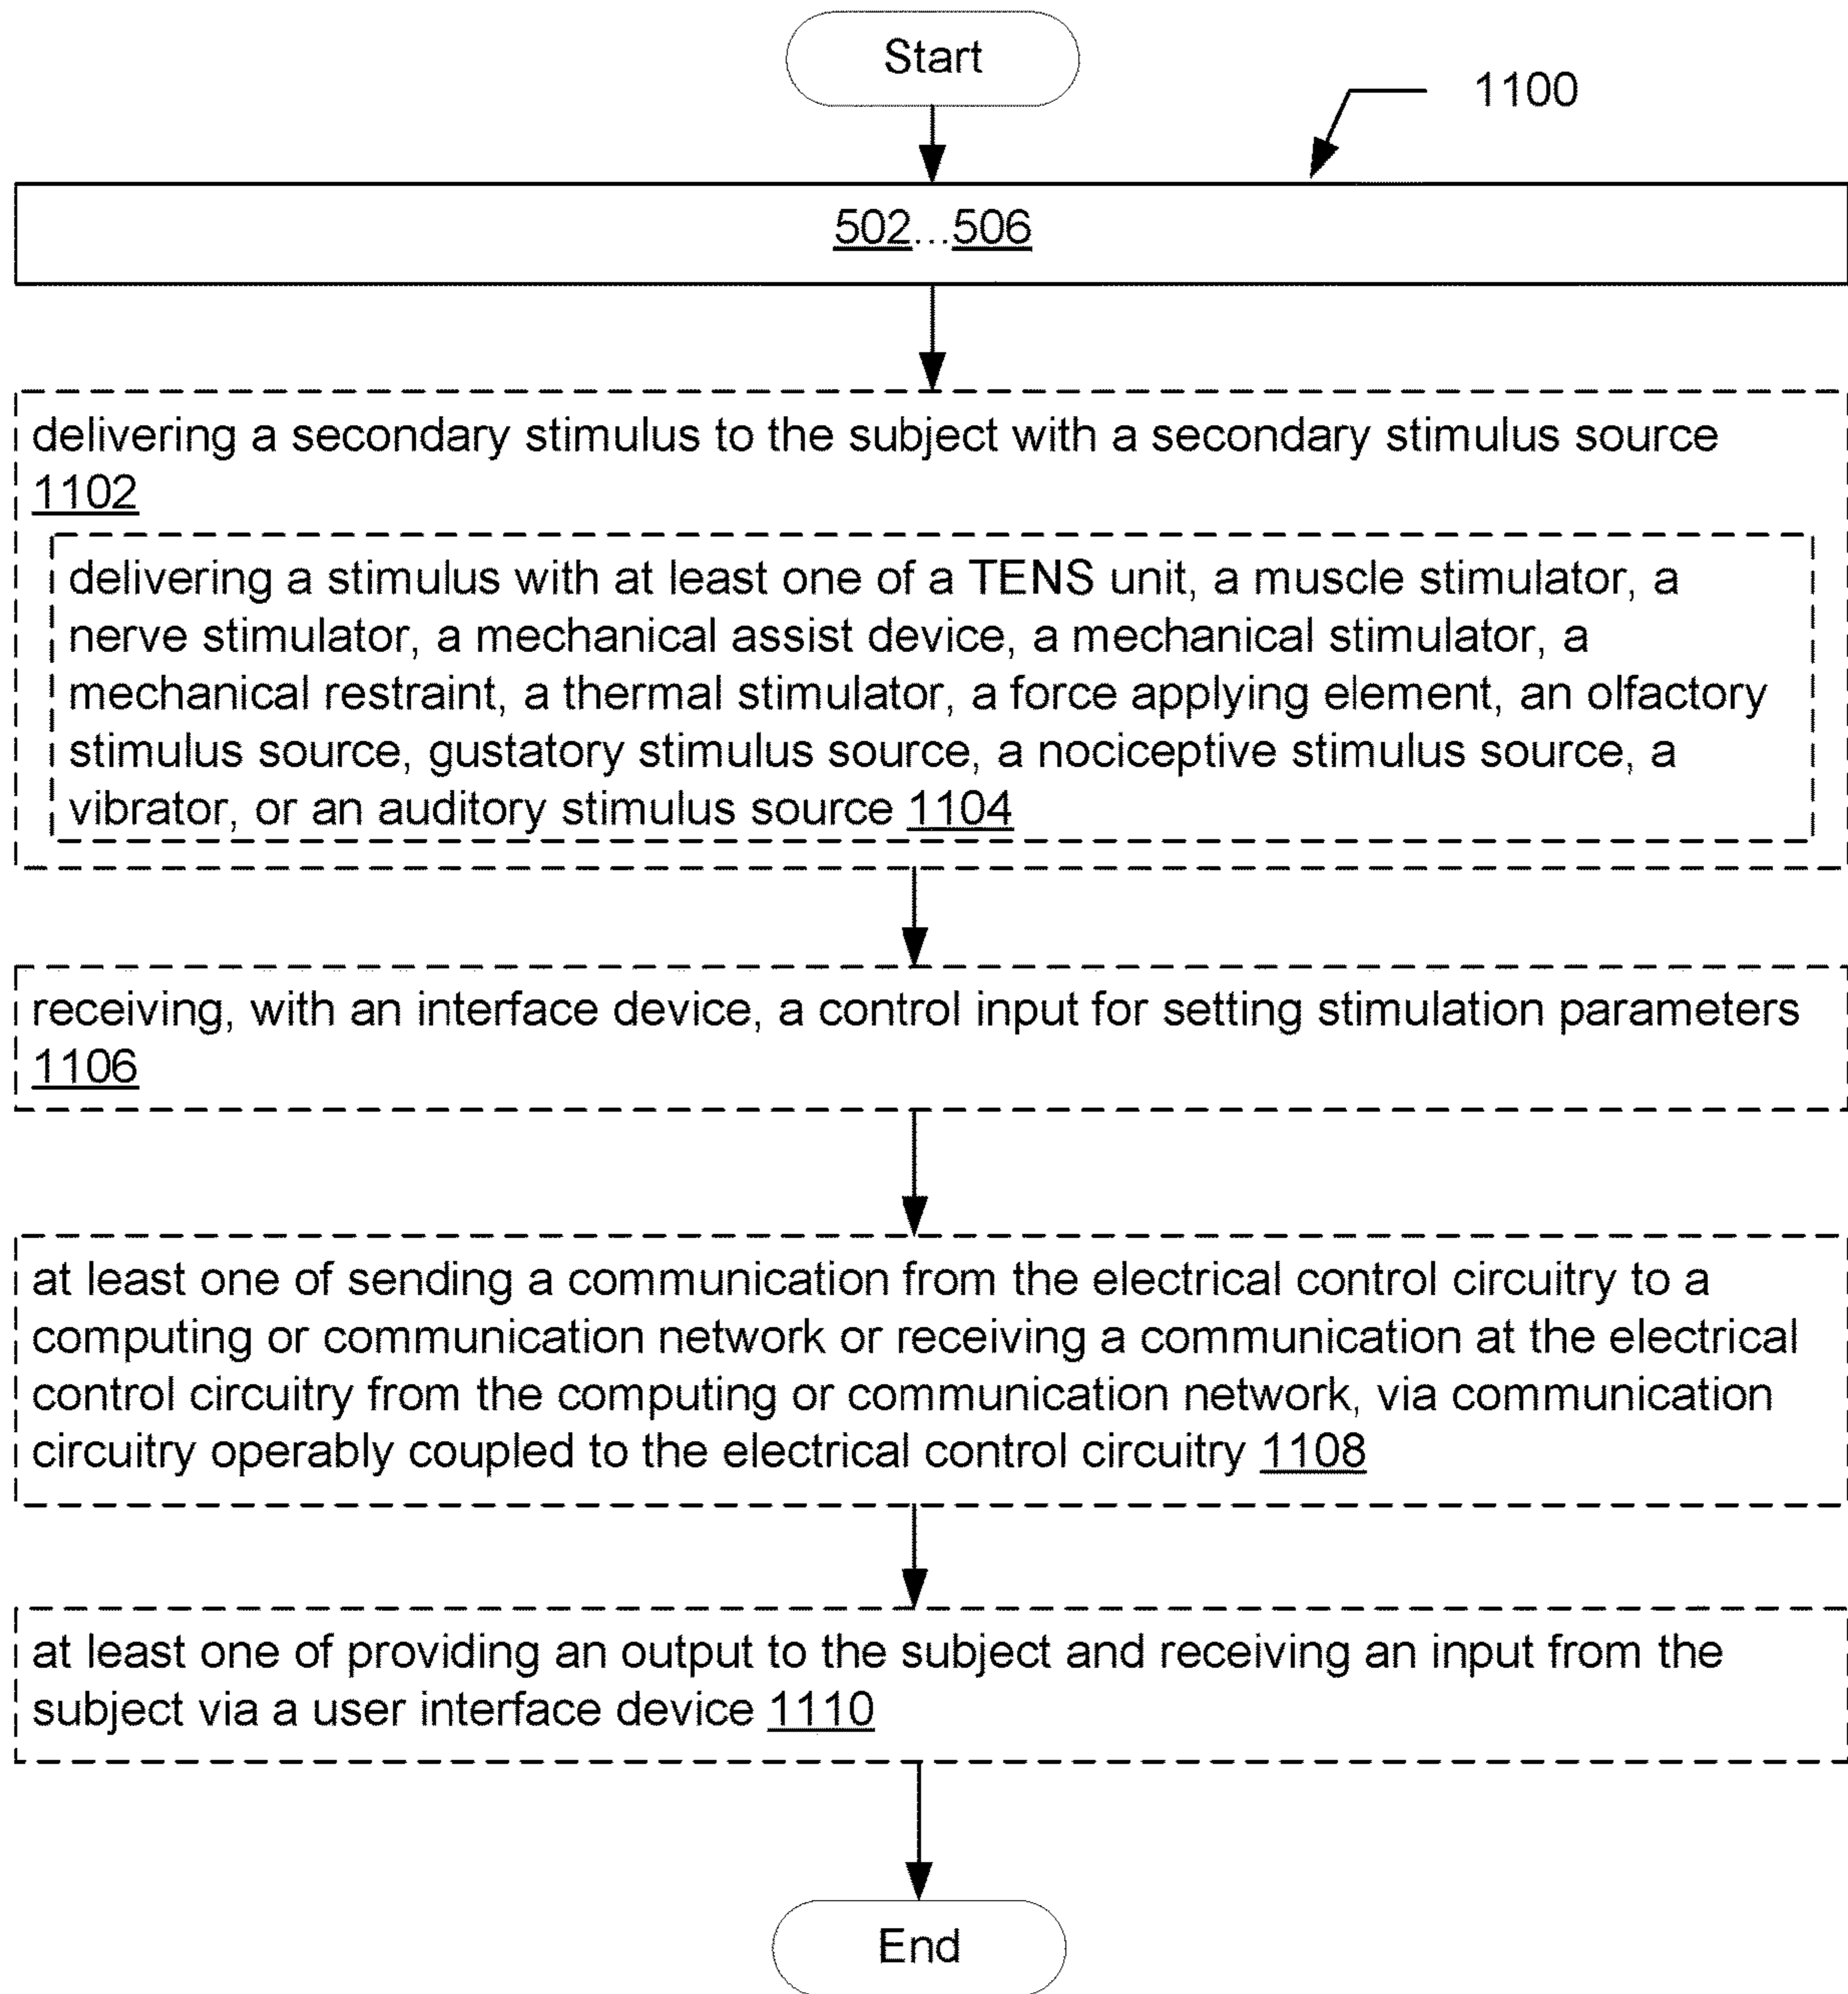 Start
1100
502...506
delivering a secondary stimulus to the subject with a secondary stimulus source
1102
delivering a stimulus with at least one of a TENS unit, a muscle stimulator, a
nerve stimulator, a mechanical assist device, a mechanical stimulator, a
mechanical restraint, a thermal stimulator, a force applying element, an olfactory
stimulus source, gustatory stimulus source, a nociceptive stimulus source, a
vibrator, or an auditory stimulus source 1104
receiving, with an interface device, a control input for setting stimulation parameters
1106
at least one of sending a communication from the electrical control circuitry to a
computing or communication network or receiving a communication at the electrical
control circuitry from the computing or communication network, via communication
circuitry operably coupled to the electrical control circuitry 1108
at least one of providing an output to the subject and receiving an input from the
subject via a user interface device 1110
End